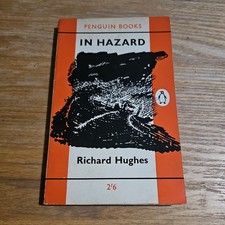 PENGUIN BOOKS
IN HAZARD
Richard Hughes
2'6